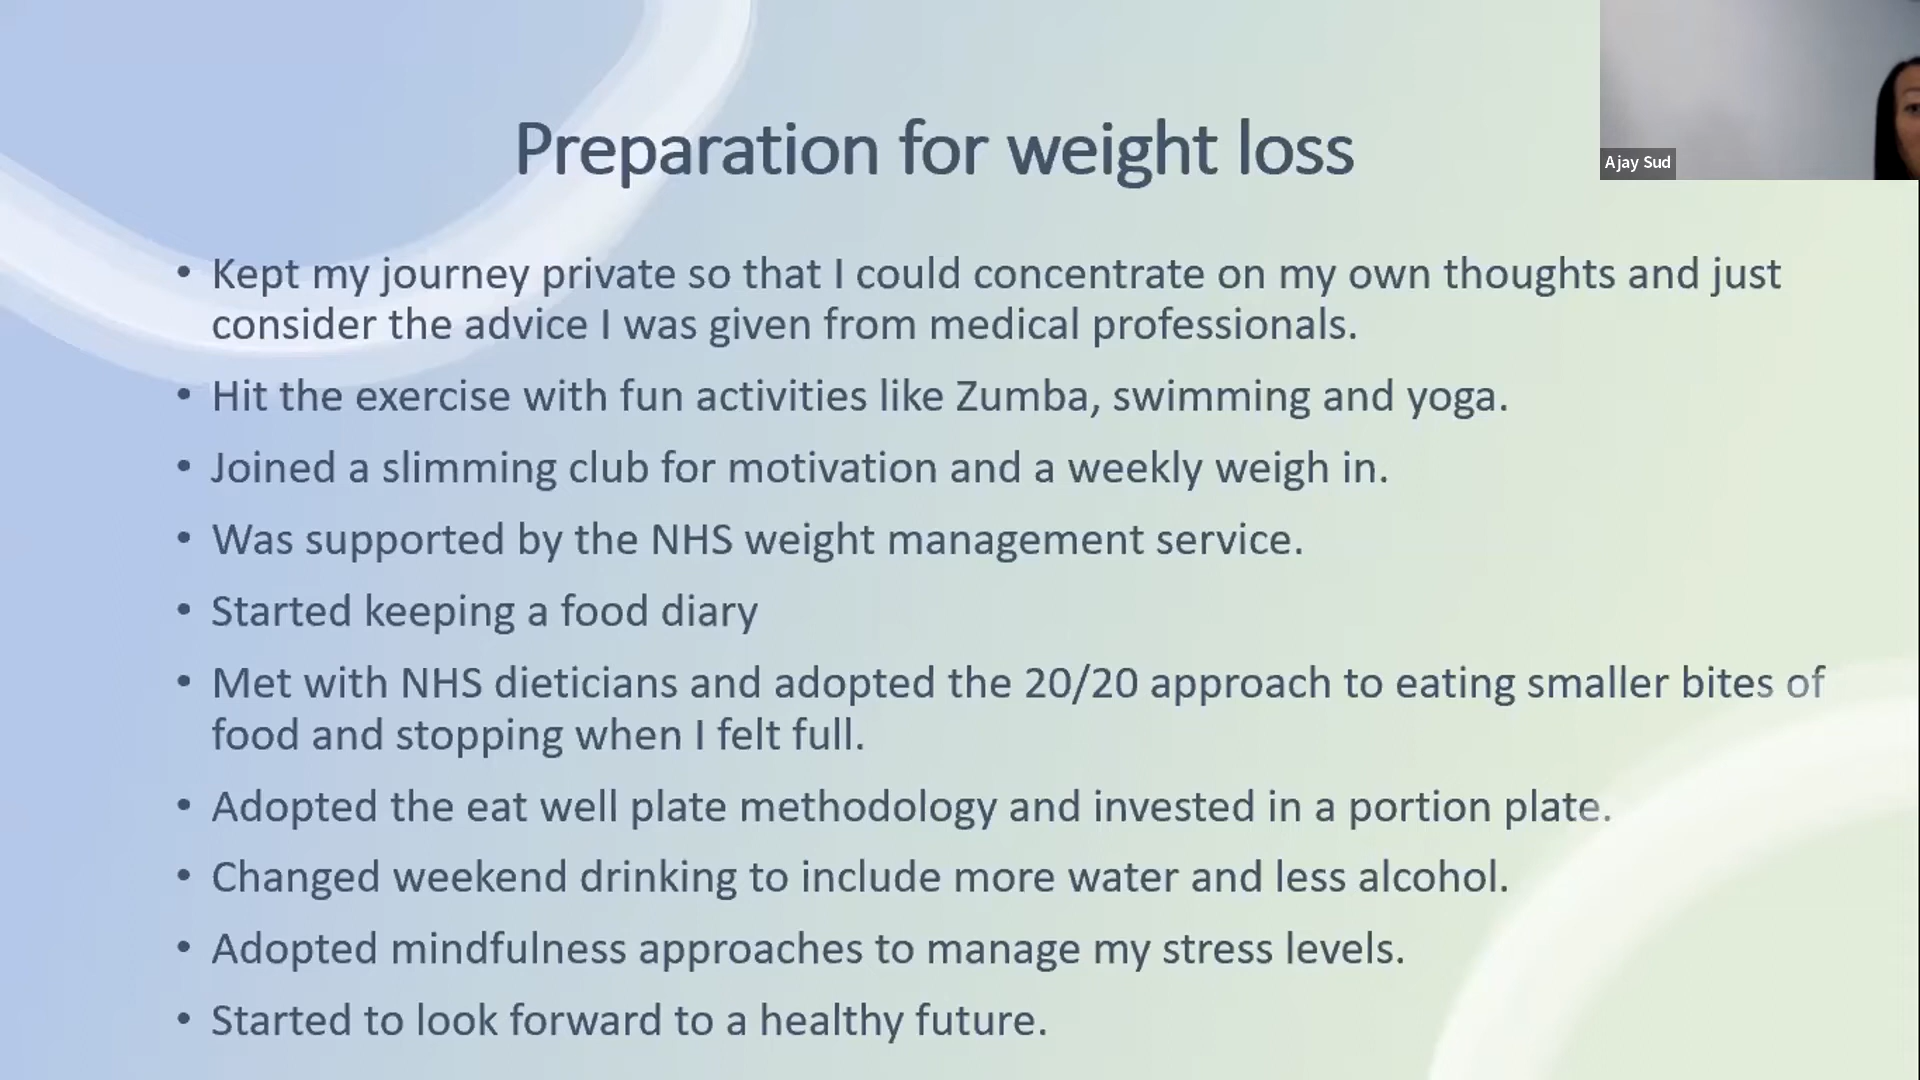 Ajay Sud
Preparation for weight loss
• Kept my journey private so that I could concentrate on my own thoughts and just
consider the advice I was given from medical professionals.
• Hit the exercise with fun activities like Zumba, swimming and yoga.
• Joined a slimming club for motivation and a weekly weigh in.
• Was supported by the NHS weight management service.
• Started keeping a food diary
• Met with NHS dieticians and adopted the 20/20 approach to eating smaller bites of
food and stopping when I felt full.
• Adopted the eat well plate methodology and invested in a portion plate.
• Changed weekend drinking to include more water and less alcohol.
• Adopted mindfulness approaches to manage my stress levels.
• Started to look forward to a healthy future.